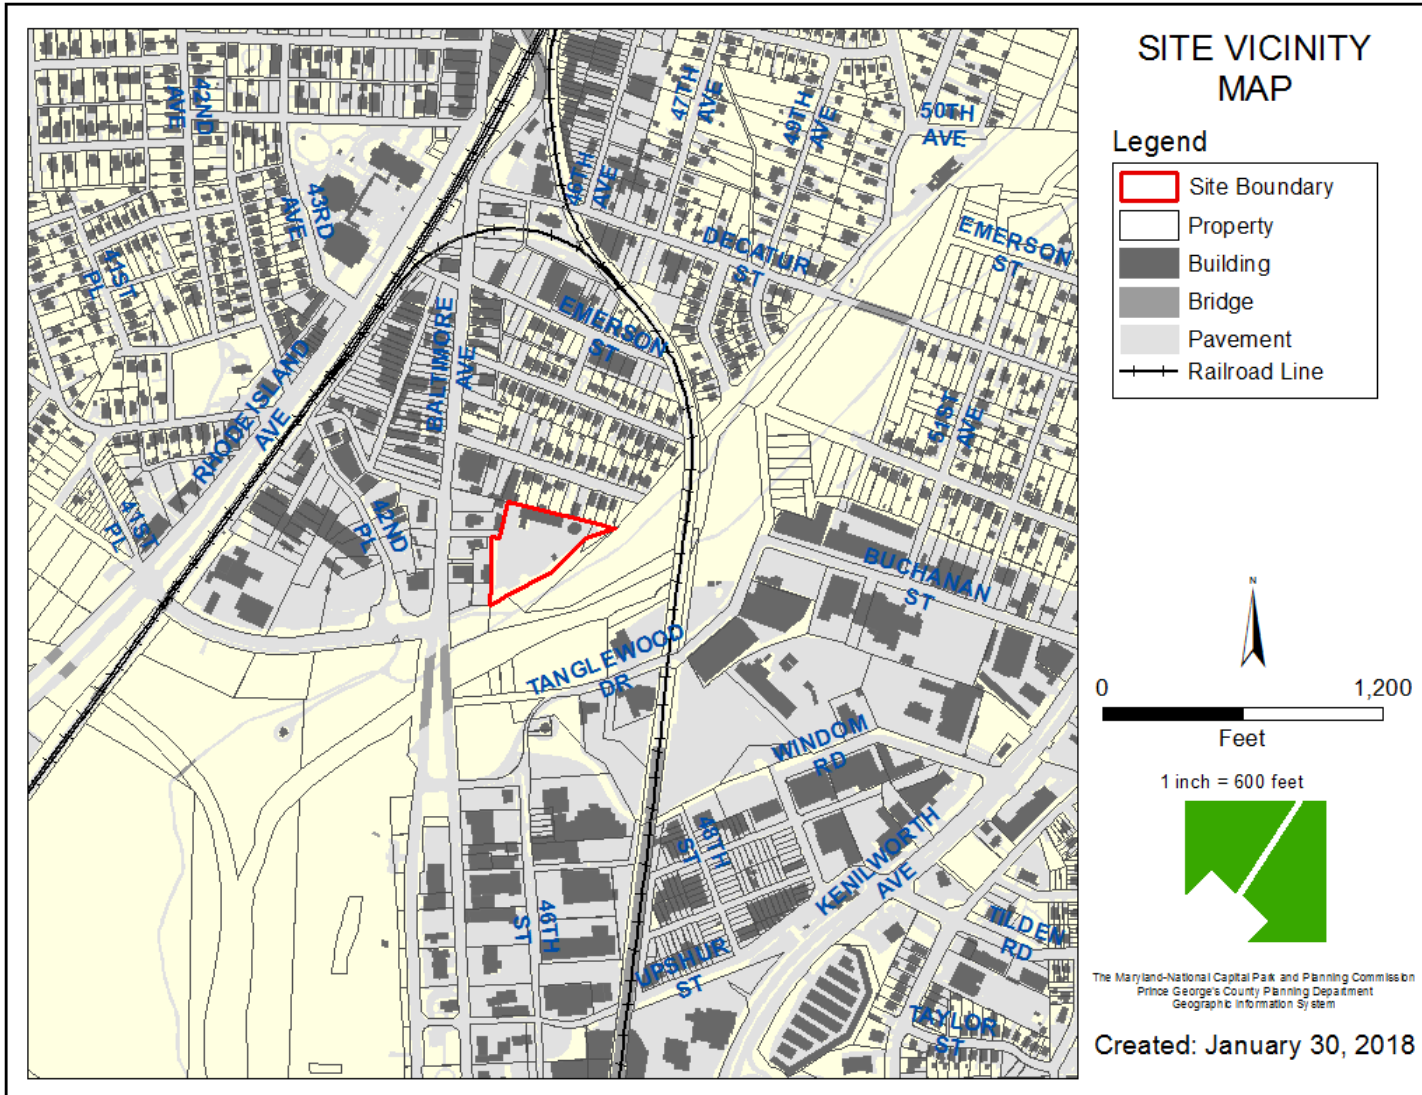 42ND
AVE
47TH
AVE
49TH
AVE
50TH
AVE
46TH
AVE
43RD
AVE
41ST
PL
DECATUR
ST
EMERSON
ST
EMERSON
ST
BALTIMORE
AVE
RHODE ISLAND
AVE
51ST
AVE
41ST
PL
42ND
PL
BUCHANAN
ST
TANGLEWOOD
DR
WINDOM
RD
48TH
ST
KENILWORTH
AVE
46TH
ST
UPSHUR
ST
TILDEN
RD
TAYLOR
ST
SITE VICINITY
MAP
Legend
Site Boundary
Property
Building
Bridge
Pavement
Railroad Line
N
0 1,200
Feet
1 inch = 600 feet
The Maryland-National Capital Park and Planning Commission
Prince George's County Planning Department
Geographic Information System
Created: January 30, 2018